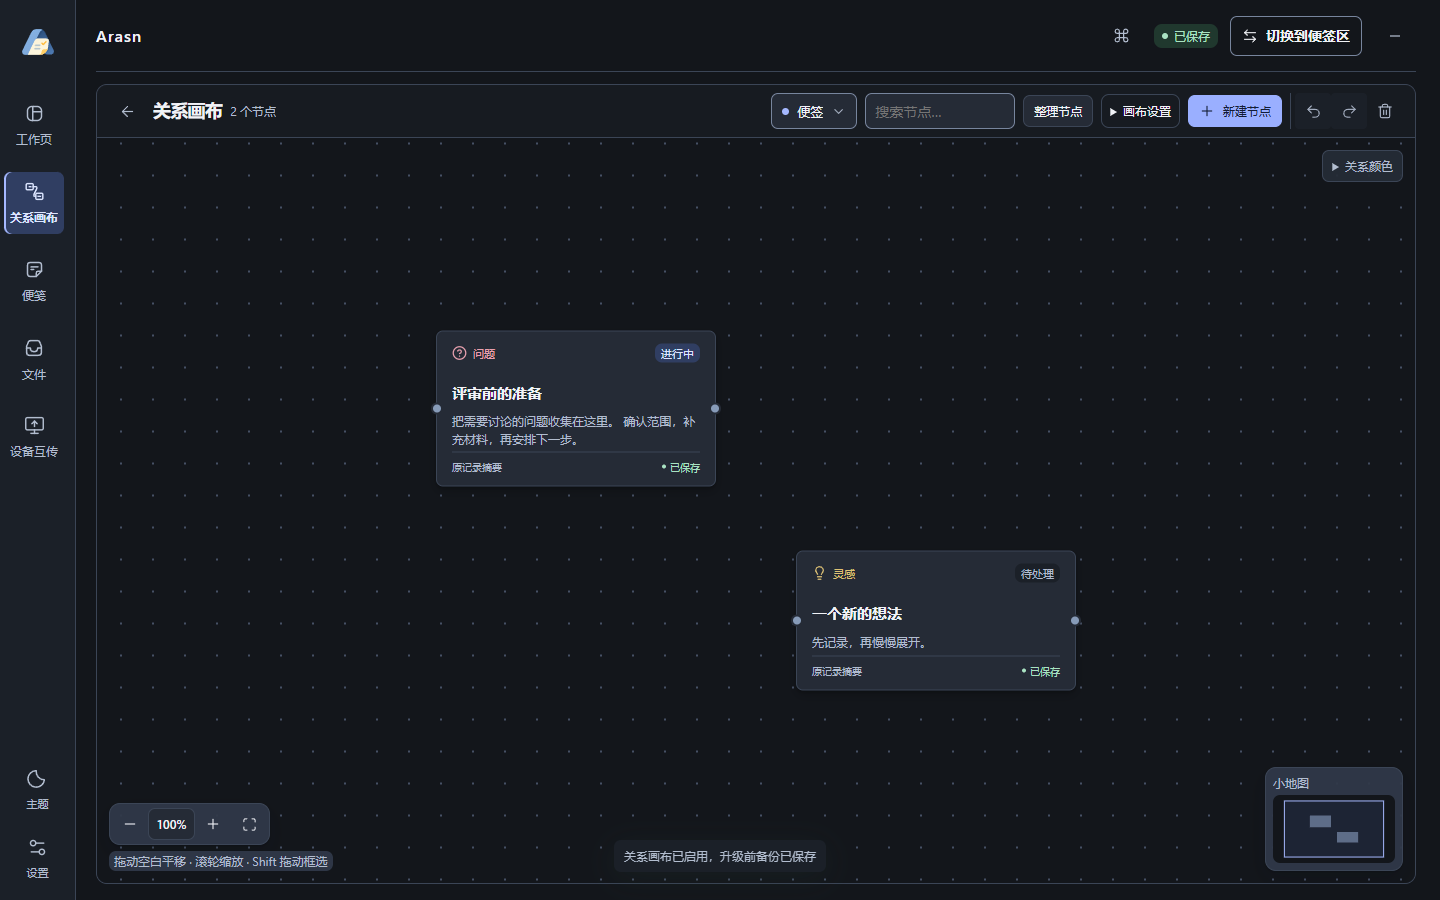 Arasn
已保存
切换到便签区
工作页
关系画布
便笺
文件
设备互传
主题
设置
关系画布
2 个节点
便签
搜索节点...
整理节点
画布设置
新建节点
关系颜色
问题
进行中
评审前的准备
把需要讨论的问题收集在这里。 确认范围，补
充材料，再安排下一步。
原记录摘要
已保存
灵感
待处理
一个新的想法
先记录，再慢慢展开。
原记录摘要
已保存
100%
拖动空白平移 · 滚轮缩放 · Shift 拖动框选
关系画布已启用，升级前备份已保存
小地图